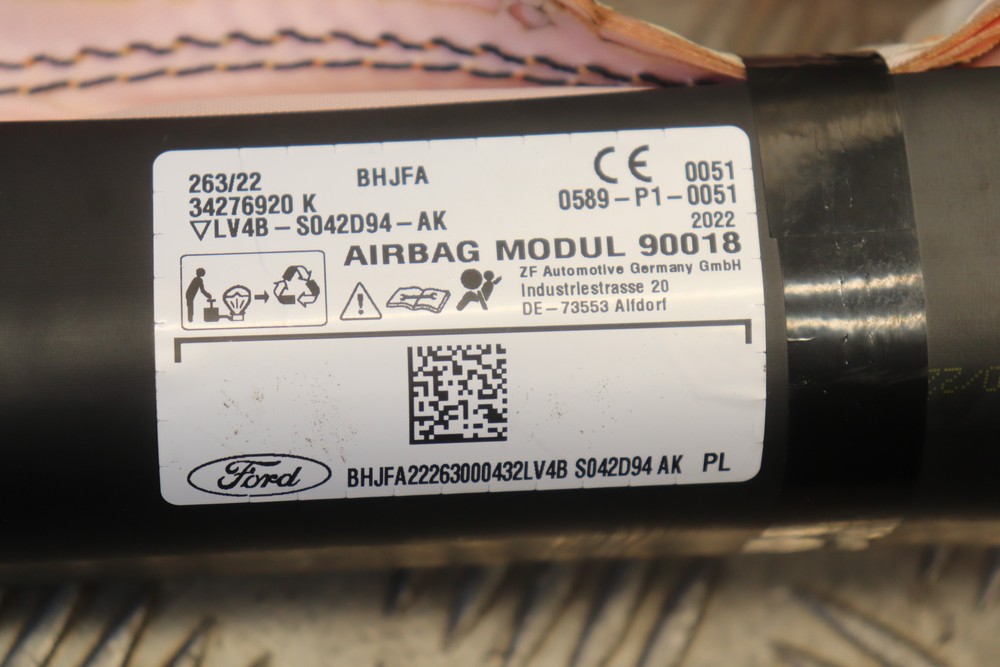 263/22 BHJFA CE 0051
34276920 K 0589-P1-0051
▽LV4B-S042D94-AK 2022
AIRBAG MODUL 90018
ZF Automotive Germany GmbH
Industriestrasse 20
DE-73553 Alfdorf
Ford BHJFA22263000432LV4B S042D94 AK PL